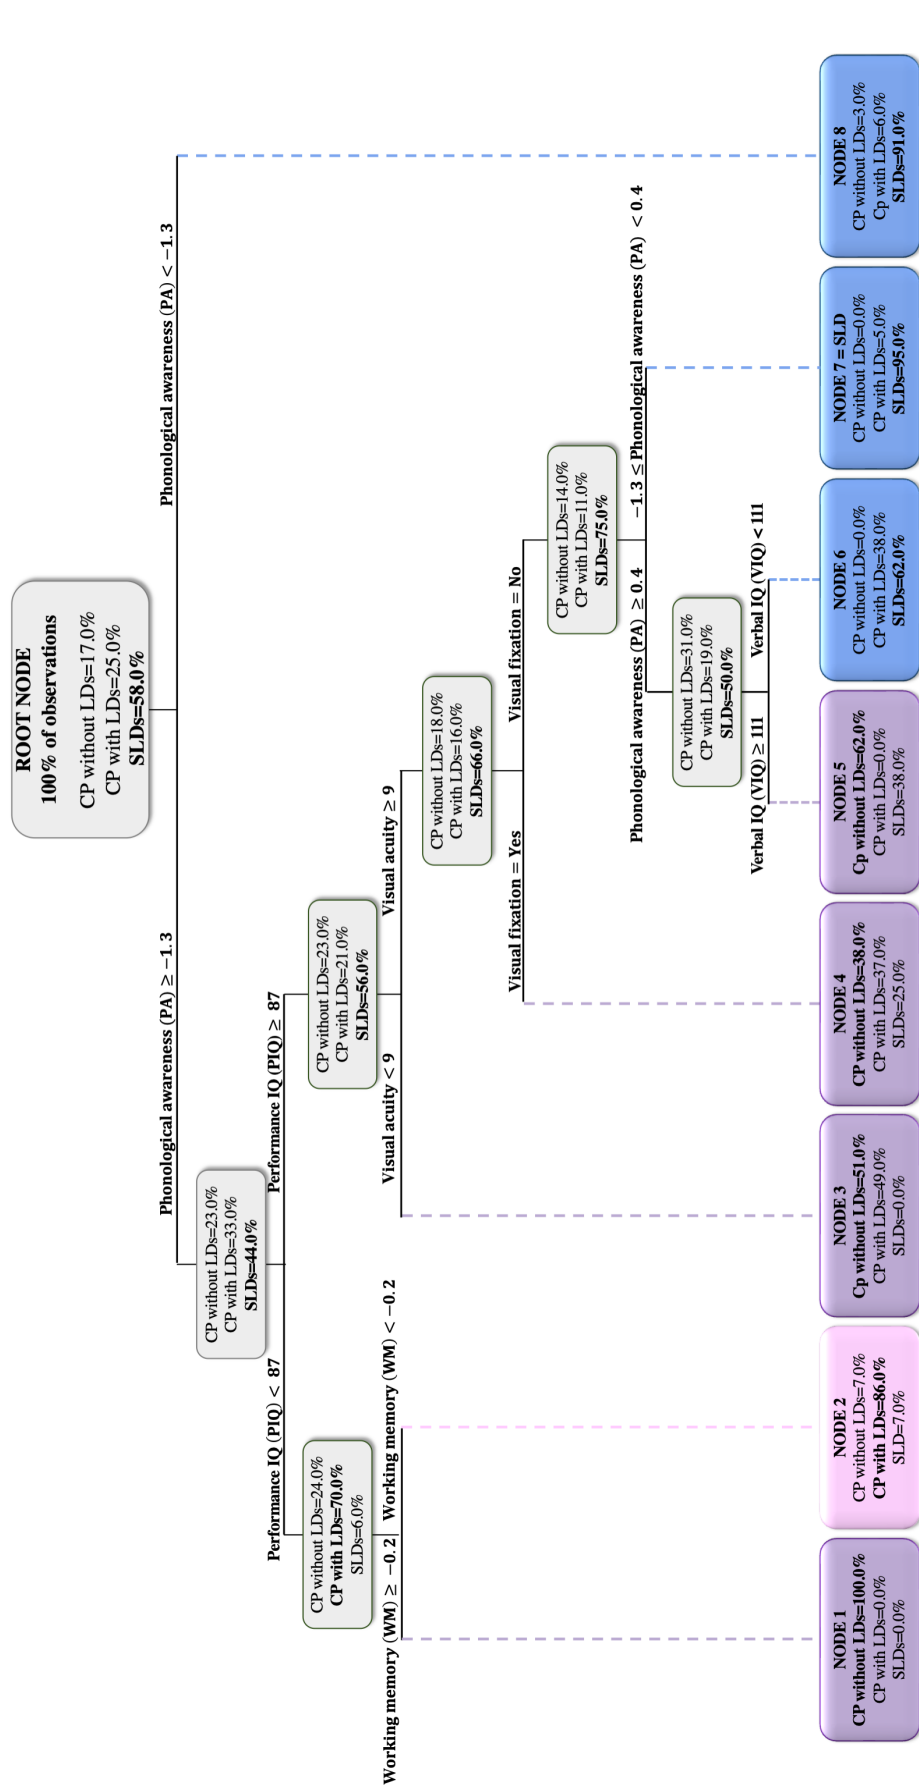 ROOT NODE
100% of observations
CP without LDs=17.0%
CP with LDs=25.0%
SLDs=58.0%
Phonological awareness (PA) ≥ −1.3
Phonological awareness (PA) < −1.3
CP without LDs=23.0%
CP with LDs=33.0%
SLDs=44.0%
Performance IQ (PIQ) < 87
Performance IQ (PIQ) ≥ 87
CP without LDs=24.0%
CP with LDs=70.0%
SLDs=6.0%
CP without LDs=23.0%
CP with LDs=21.0%
SLDs=56.0%
Working memory (WM) ≥ −0.2
Working memory (WM) < −0.2
Visual acuity < 9
Visual acuity ≥ 9
CP without LDs=18.0%
CP with LDs=16.0%
SLDs=66.0%
Visual fixation = Yes
Visual fixation = No
CP without LDs=14.0%
CP with LDs=11.0%
SLDs=75.0%
Phonological awareness (PA) ≥ 0.4
−1.3 ≤ Phonological awareness (PA) < 0.4
CP without LDs=31.0%
CP with LDs=19.0%
SLDs=50.0%
Verbal IQ (VIQ) ≥ 111
Verbal IQ (VIQ) < 111
NODE 1
CP without LDs=100.0%
CP with LDs=0.0%
SLDs=0.0%
NODE 2
CP without LDs=7.0%
CP with LDs=86.0%
SLD=7.0%
NODE 3
Cp without LDs=51.0%
CP with LDs=49.0%
SLDs=0.0%
NODE 4
CP without LDs=38.0%
CP with LDs=37.0%
SLDs=25.0%
NODE 5
Cp without LDs=62.0%
CP with LDs=0.0%
SLDs=38.0%
NODE 6
CP without LDs=0.0%
CP with LDs=38.0%
SLDs=62.0%
NODE 7 = SLD
CP without LDs=0.0%
CP with LDs=5.0%
SLDs=95.0%
NODE 8
CP without LDs=3.0%
Cp with LDs=6.0%
SLDs=91.0%